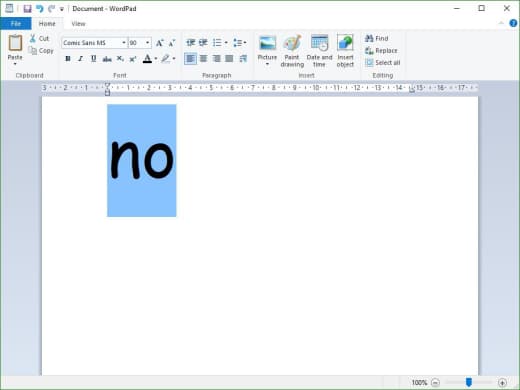 Document - WordPad
File Home View
Paste
Cut
Copy
Clipboard
Comic Sans MS 90
B I U abc X₂ X² A
Font
Paragraph
Picture
Paint drawing
Date and time
Insert object
Insert
Find
Replace
Select all
Editing
3 2 1 1 2 3 4 5 6 7 8 9 10 11 12 13 14 15 16 17
no
100%